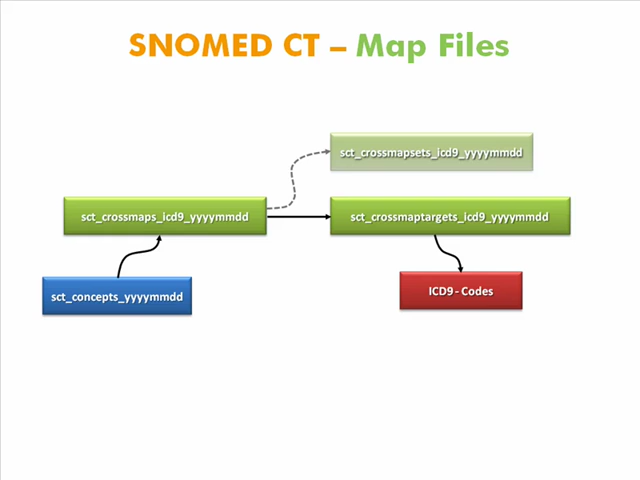 SNOMED CT – Map Files
sct_crossmapsets_icd9_yyyymmdd
sct_crossmaps_icd9_yyyymmdd
sct_crossmaptargets_icd9_yyyymmdd
sct_concepts_yyyymmdd
ICD9 - Codes